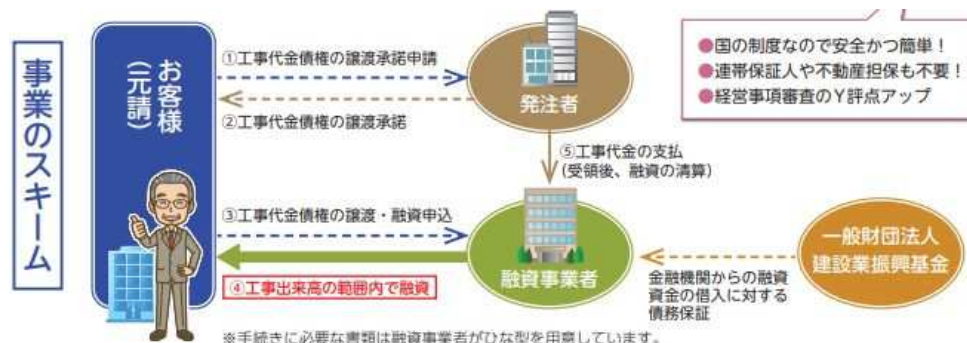 事業のスキーム
お客様
（元請）
①工事代金債権の譲渡承諾申請
②工事代金債権の譲渡承諾
発注者
●国の制度なので安全かつ簡単！
●連帯保証人や不動産担保も不要！
●経営事項審査のＹ評点アップ
⑤工事代金の支払
(受領後、融資の清算)
③工事代金債権の譲渡・融資申込
④工事出来高の範囲内で融資
融資事業者
一般財団法人
建設業振興基金
金融機関からの融資
資金の借入に対する
債務保証
※手続きに必要な書類は融資事業者がひな型を用意しています。